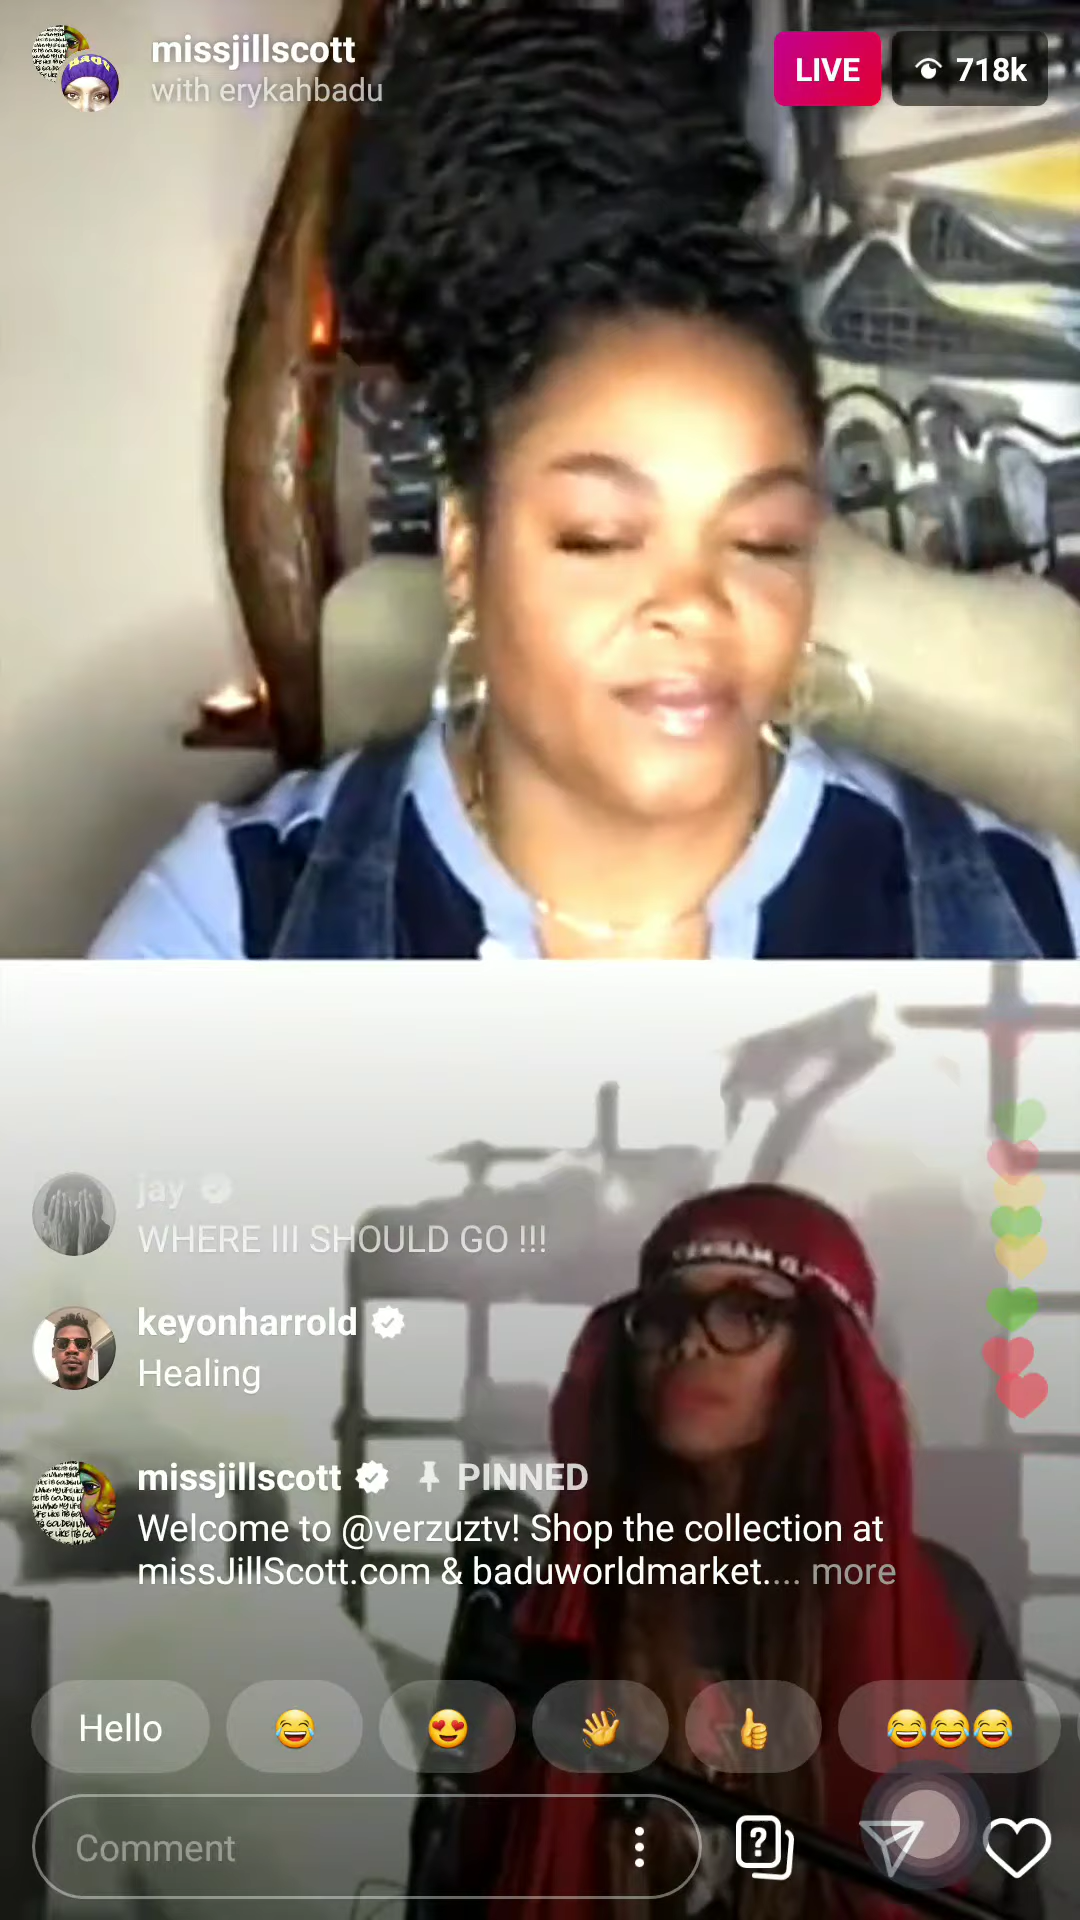 missjillscott
with erykahbadu
LIVE
718k
jay
WHERE III SHOULD GO !!!
keyonharrold
Healing
missjillscott PINNED
Welcome to @verzuztv! Shop the collection at
missJillScott.com & baduworldmarket.... more
Hello 😂 😍 👋 👍 😂😂😂
Comment